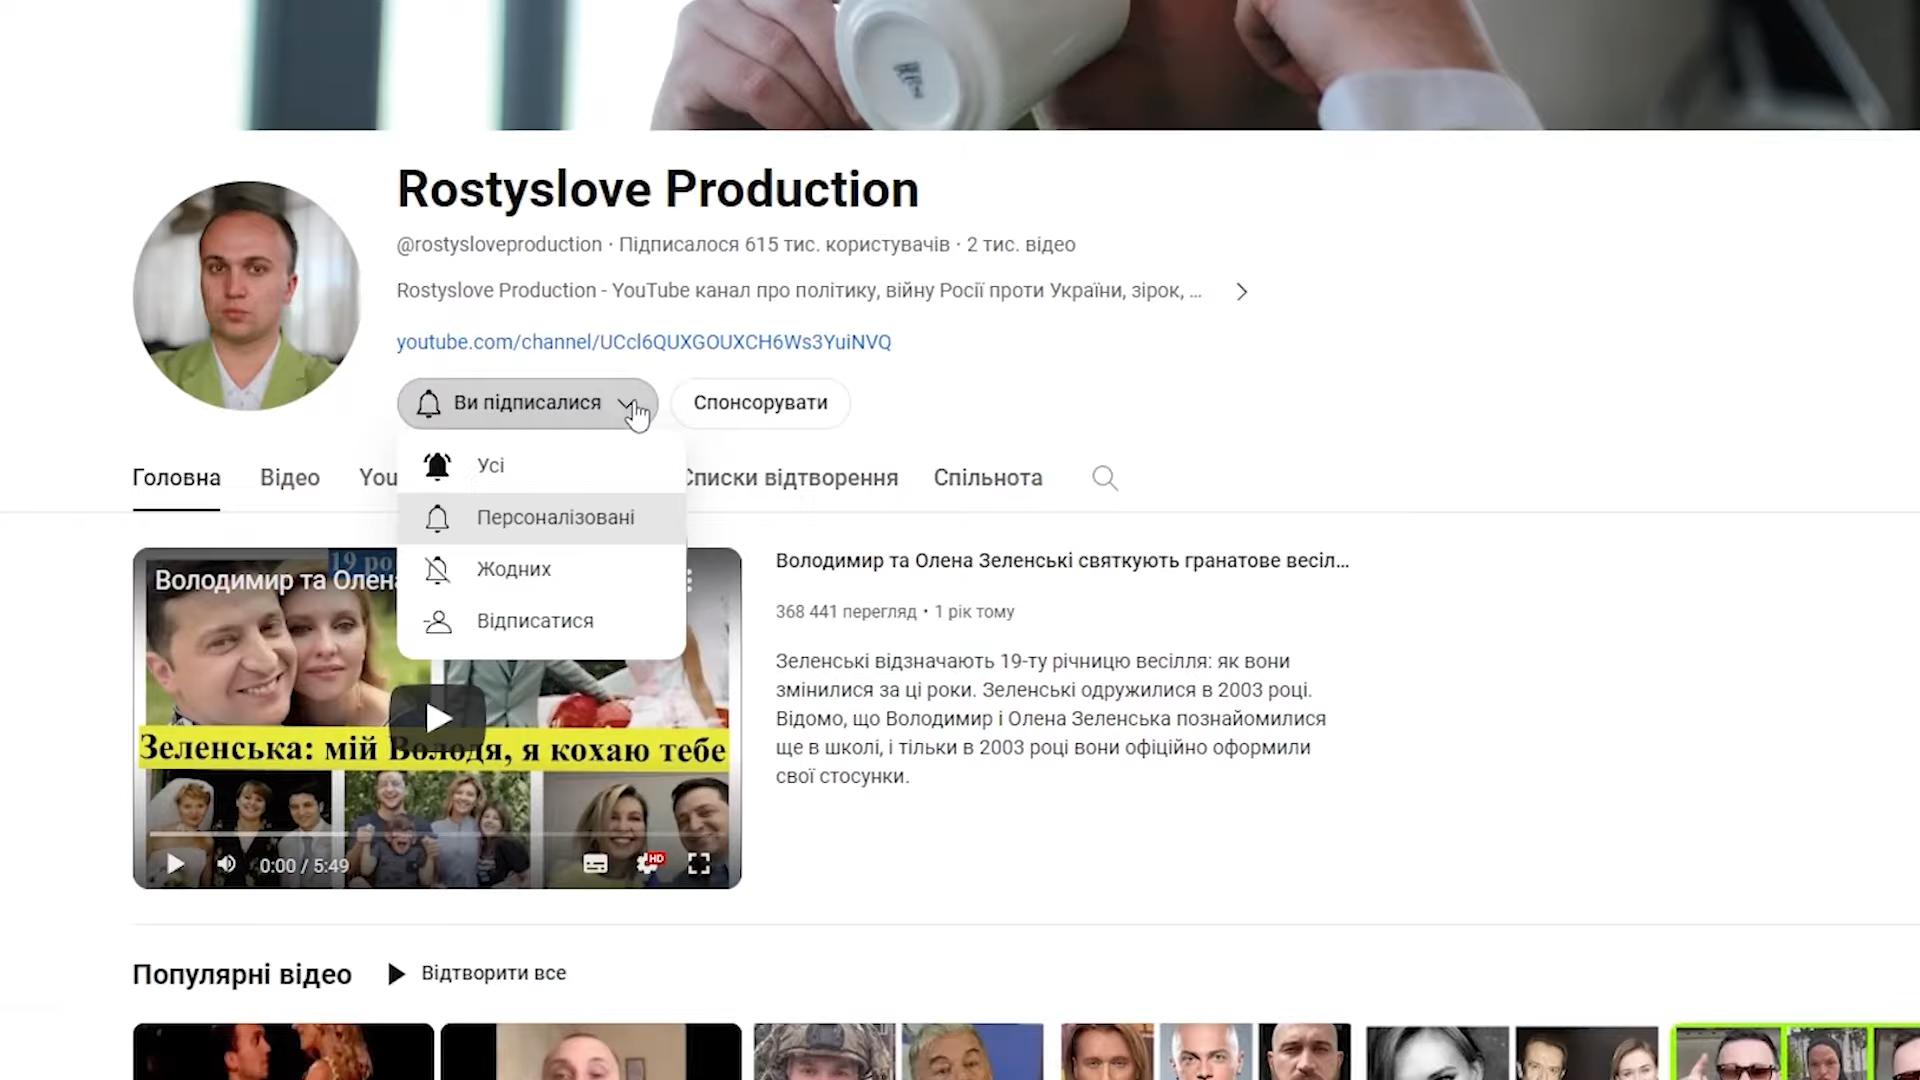 Rostyslove Production
@rostysloveproduction · Підписалося 615 тис. користувачів · 2 тис. відео
Rostyslove Production - YouTube канал про політику, війну Росії проти України, зірок, ...
youtube.com/channel/UCcl6QUXGOUXCH6Ws3YuiNVQ
Ви підписалися
Спонсорувати
Усі
Персоналізовані
Жодних
Відписатися
Головна
Відео
You
Списки відтворення
Спільнота
19 ро
Володимир та Олена
Зеленська: мій Володя, я кохаю тебе
0:00 / 5:49
HD
Володимир та Олена Зеленські святкують гранатове весіл...
368 441 перегляд • 1 рік тому
Зеленські відзначають 19-ту річницю весілля: як вони
змінилися за ці роки. Зеленські одружилися в 2003 році.
Відомо, що Володимир і Олена Зеленська познайомилися
ще в школі, і тільки в 2003 році вони офіційно оформили
свої стосунки.
Популярні відео
Відтворити все